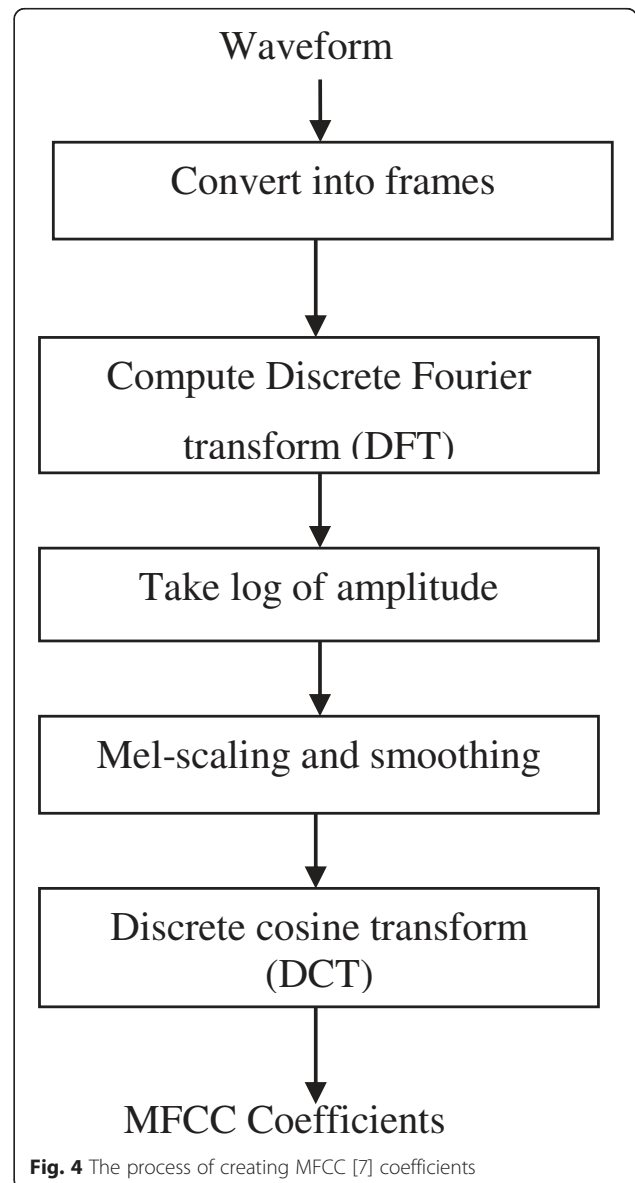 Waveform
Convert into frames
Compute Discrete Fourier
transform (DFT)
Take log of amplitude
Mel-scaling and smoothing
Discrete cosine transform
(DCT)
MFCC Coefficients
Fig. 4 The process of creating MFCC [7] coefficients